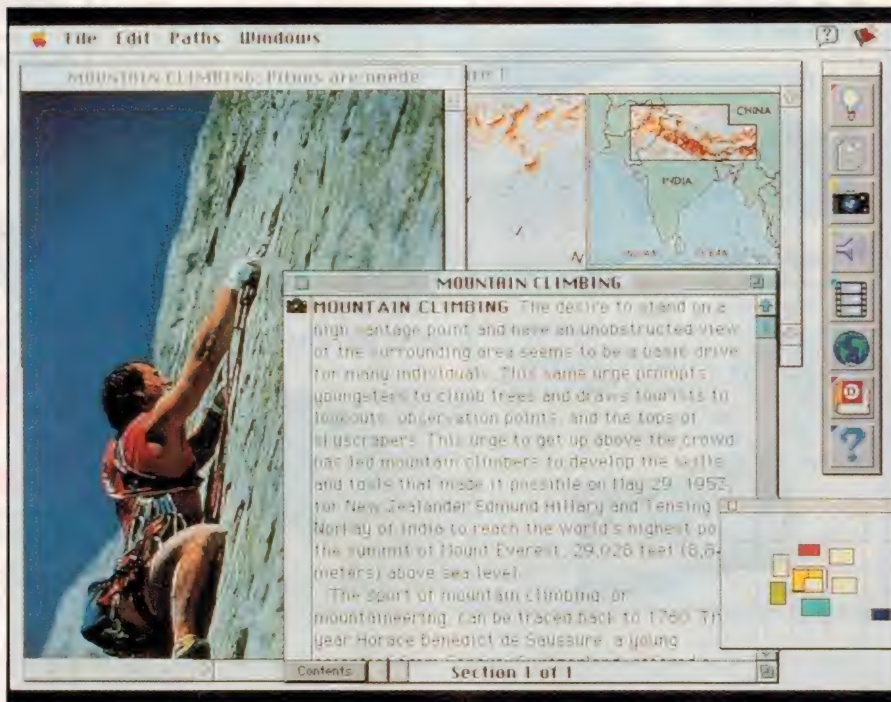 File Edit Paths Windows
MOUNTAIN CLIMBING: Pitons are neede
CHINA
INDIA
MOUNTAIN CLIMBING
MOUNTAIN CLIMBING The desire to stand on a
high vantage point and have an unobstructed view
of the surrounding area seems to be a basic drive
for many individuals. This same urge prompts
youngsters to climb trees and draws tourists to
lookouts, observation points, and the tops of
skyscrapers. This urge to get up above the crowd
has led mountain climbers to develop the skills
and tools that made it possible on May 29, 1953,
for New Zealander Edmund Hillary and Tensing
Norkay of India to reach the world's highest po
the summit of Mount Everest, 29,028 feet (8,84
meters) above sea level.
The sport of mountain climbing, or
mountaineering, can be traced back to 1760. Th
year Horace Benedict de Saussure, a young
Contents
Section 1 of 1